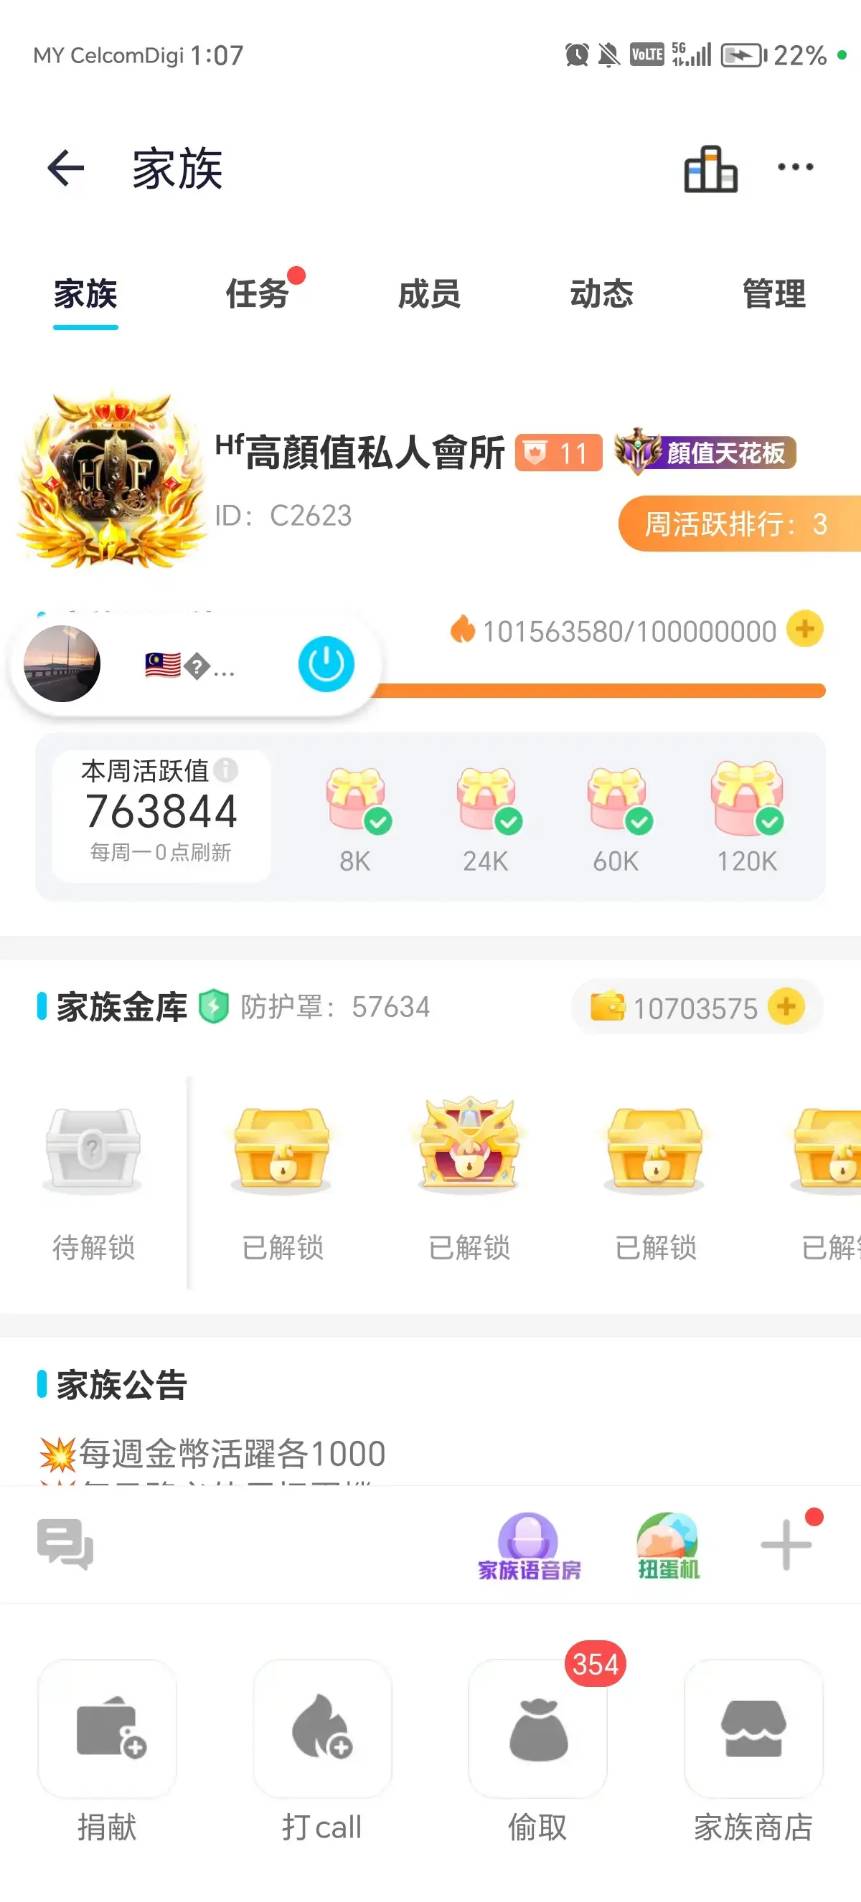 MY CelcomDigi 1:07 VoLTE 5G 22%
家族
家族 任务 成员 动态 管理
Hf高顏值私人會所 11 顏值天花板
ID：C2623
周活跃排行：3
101563580/100000000
...
本周活跃值
763844
每周一0点刷新
8K 24K 60K 120K
家族金库 防护罩：57634 10703575
待解锁 已解锁 已解锁 已解锁 已解
家族公告
💥每週金幣活躍各1000
家族语音房 扭蛋机
354
捐献 打call 偷取 家族商店